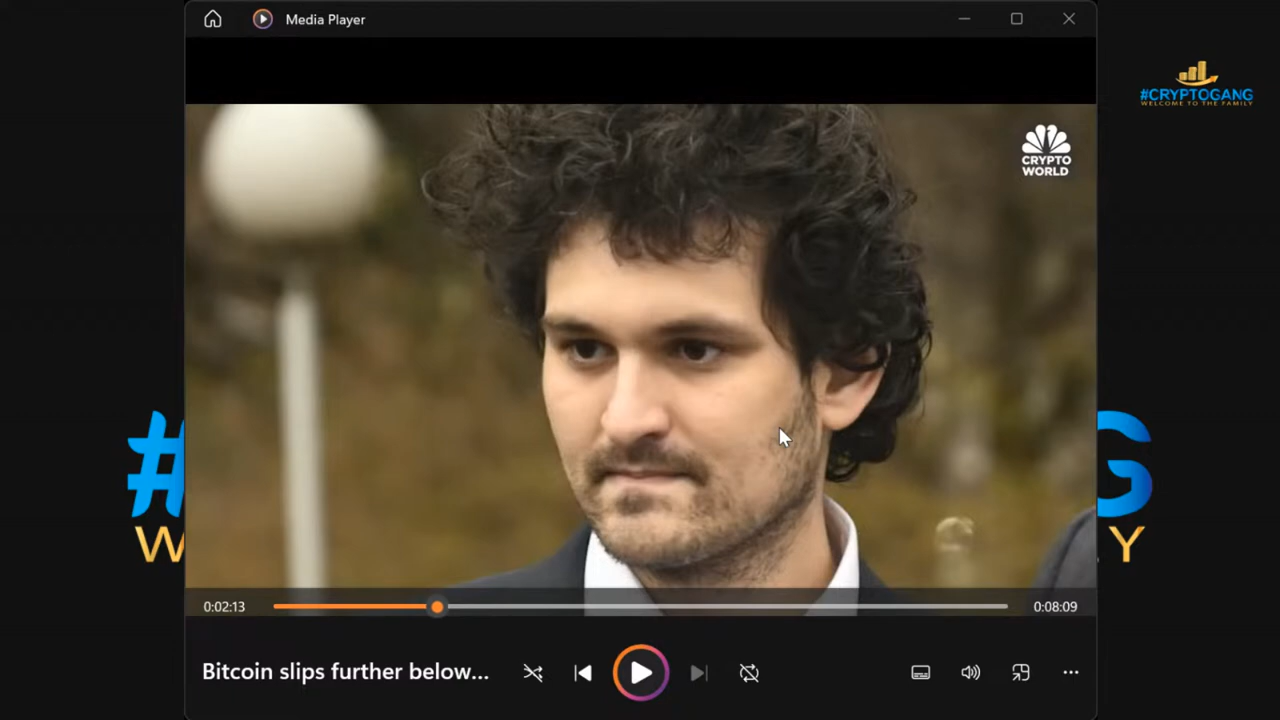 Media Player
#CRYPTOGANG
WELCOME TO THE FAMILY
CRYPTO
WORLD
#
G
W
Y
0:02:13
0:08:09
Bitcoin slips further below...